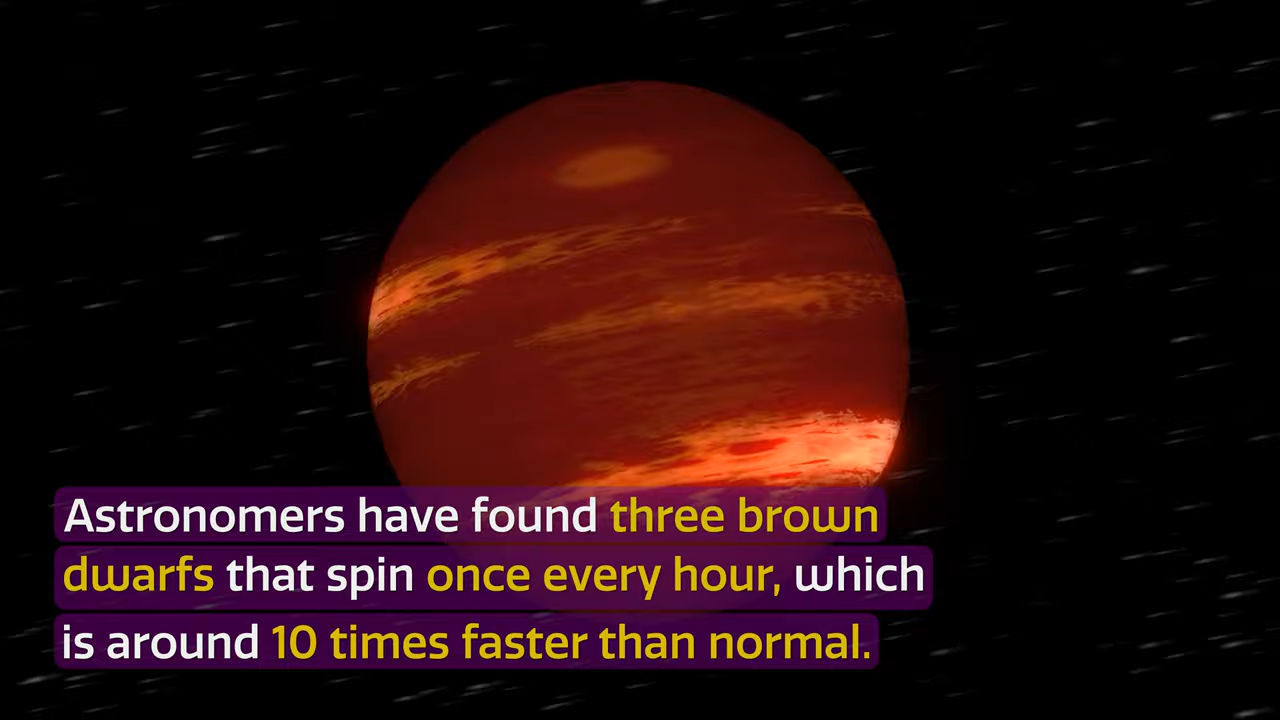 Astronomers have found three brown
dwarfs that spin once every hour, which
is around 10 times faster than normal.